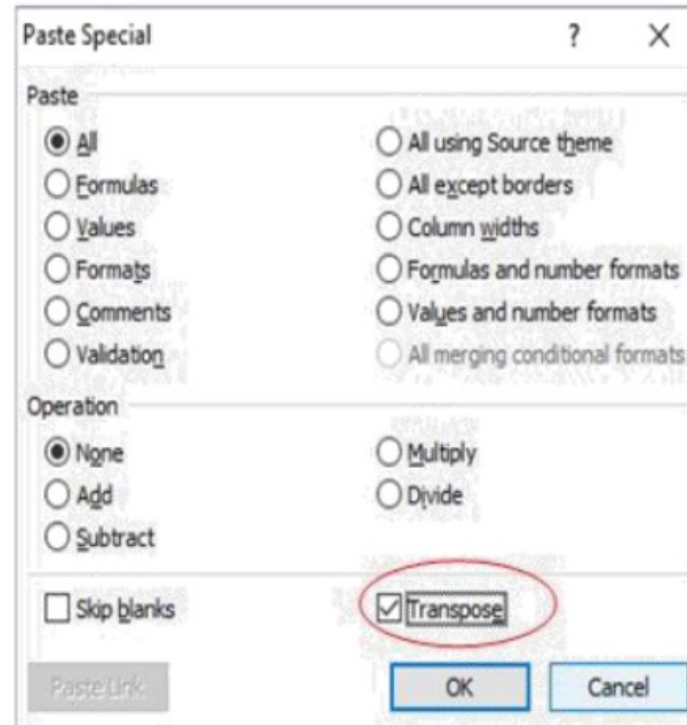 Paste Special ? X
Paste
All All using Source theme
Formulas All except borders
Values Column widths
Formats Formulas and number formats
Comments Values and number formats
Validation All merging conditional formats
Operation
None Multiply
Add Divide
Subtract
Skip blanks Transpose
Paste Link OK Cancel